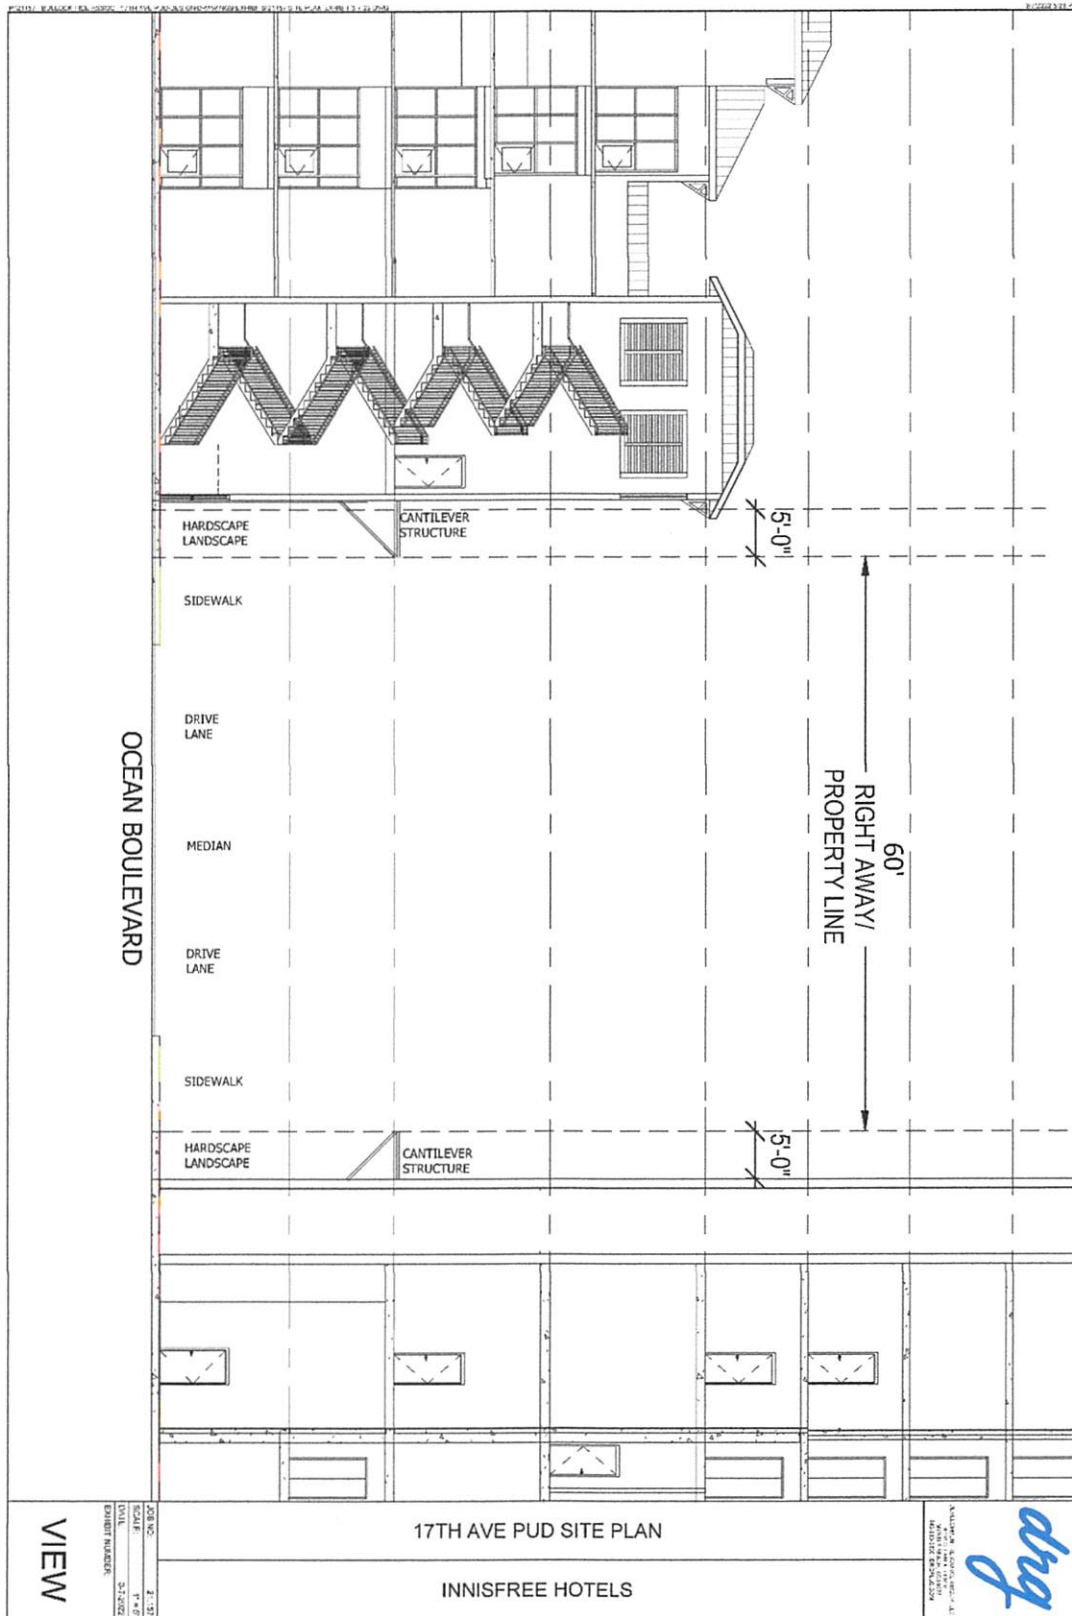 HARDSCAPE
LANDSCAPE
CANTILEVER
STRUCTURE
5'-0"
SIDEWALK
DRIVE
LANE
60'
RIGHT AWAY/
PROPERTY LINE
MEDIAN
OCEAN BOULEVARD
DRIVE
LANE
SIDEWALK
HARDSCAPE
LANDSCAPE
CANTILEVER
STRUCTURE
5'-0"
17TH AVE PUD SITE PLAN
INNISFREE HOTELS
VIEW
JOB NO:
SCALE:
DATE:
EXHIBIT NUMBER:
drg